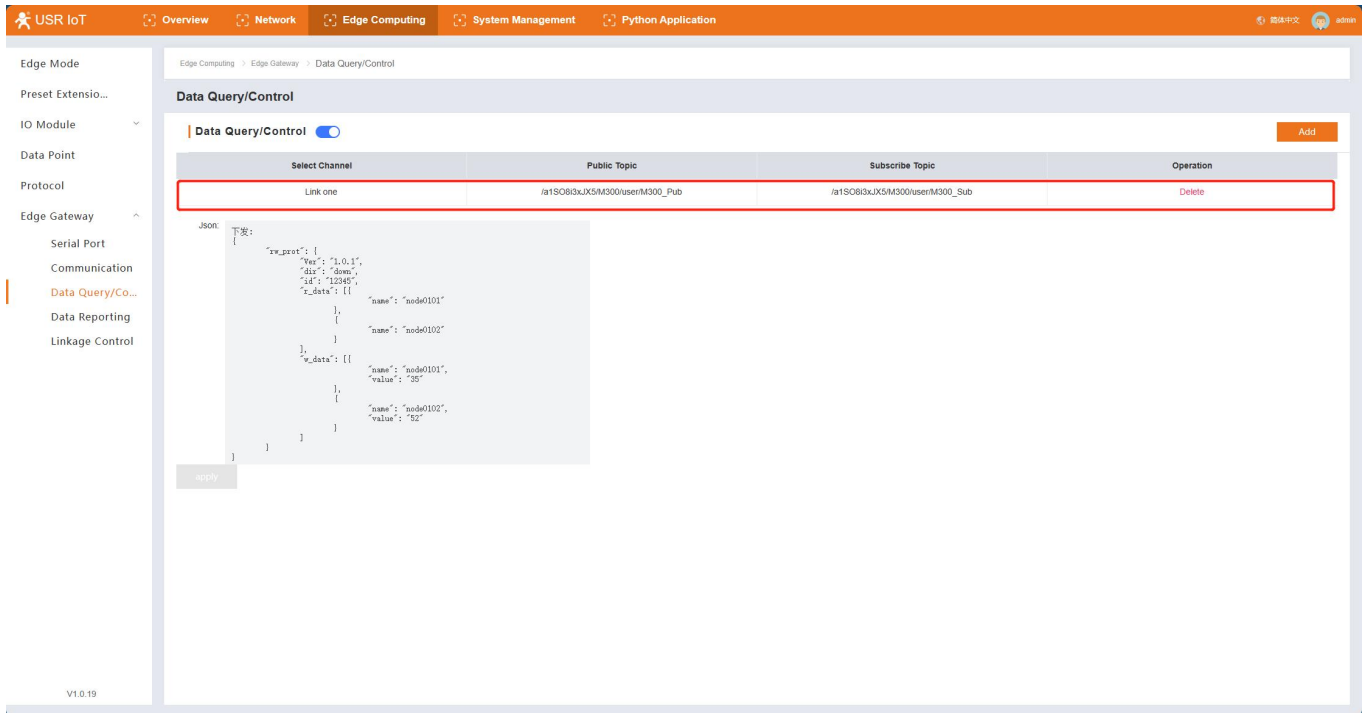 USR IoT
Overview
Network
Edge Computing
System Management
Python Application
简体中文
admin
Edge Mode
Preset Extensio...
IO Module
Data Point
Protocol
Edge Gateway
Serial Port
Communication
Data Query/Co...
Data Reporting
Linkage Control
V1.0.19
Edge Computing > Edge Gateway > Data Query/Control
Data Query/Control
Data Query/Control
Add
Select Channel Public Topic Subscribe Topic Operation
Link one /a1SO8i3xJX5/M300/user/M300_Pub /a1SO8i3xJX5/M300/user/M300_Sub Delete
Json:
下发:
{
"rw_prot": {
"Ver": "1.0.1",
"dir": "down",
"id": "12345",
"r_data": [{
"name": "node0101"
},
{
"name": "node0102"
}
],
"w_data": [{
"name": "node0101",
"value": "35"
},
{
"name": "node0102",
"value": "52"
}
]
}
}
apply